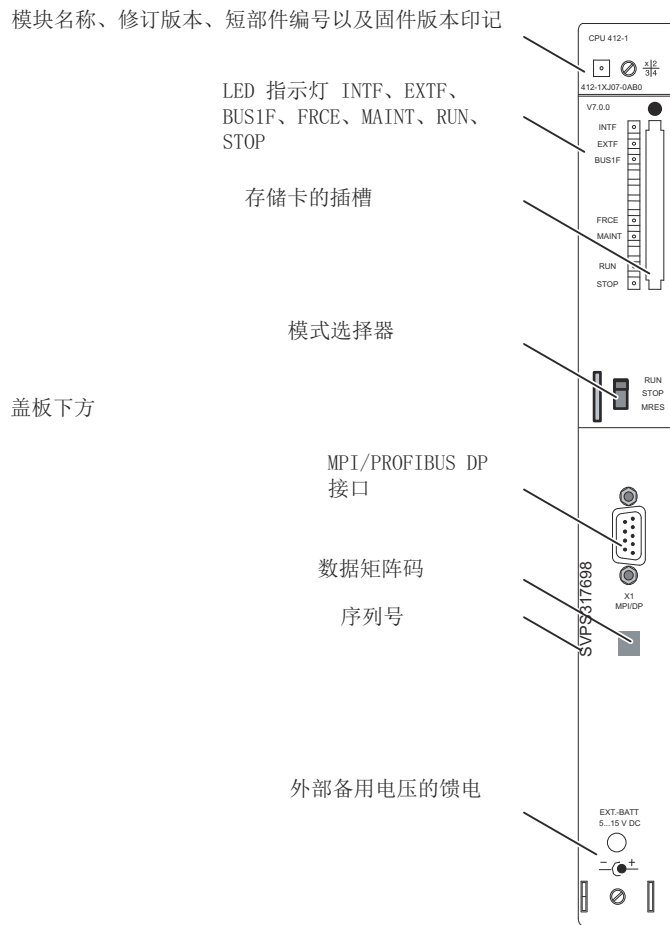 模块名称、修订版本、短部件编号以及固件版本印记
LED 指示灯 INTF、EXTF、
BUS1F、FRCE、MAINT、RUN、
STOP
存储卡的插槽
模式选择器
盖板下方
MPI/PROFIBUS DP
接口
数据矩阵码
序列号
外部备用电压的馈电
CPU 412-1
X 2
3 4
412-1XJ07-0AB0
V7.0.0
INTF
EXTF
BUS1F
FRCE
MAINT
RUN
STOP
RUN
STOP
MRES
X1
MPI/DP
SVPS317698
EXT.-BATT
5...15 V DC
− +